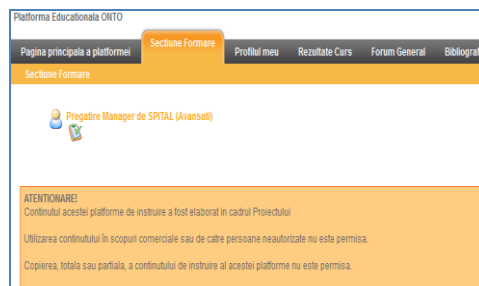 Platforma Educationala ONTO
Pagina principala a platformei Sectiune Formare Profilul meu Rezultate Curs Forum General Bibliograf
Sectiune Formare
Pregatire Manager de SPITAL (Avansati)
ATENTIONARE!
Continutul acestei platforme de instruire a fost elaborat in cadrul Proiectului
Utilizarea continutului în scopuri comerciale sau de catre persoane neautorizate nu este permisa.
Copierea, totala sau partiala, a continutului de instruire al acestei platforme nu este permisa.